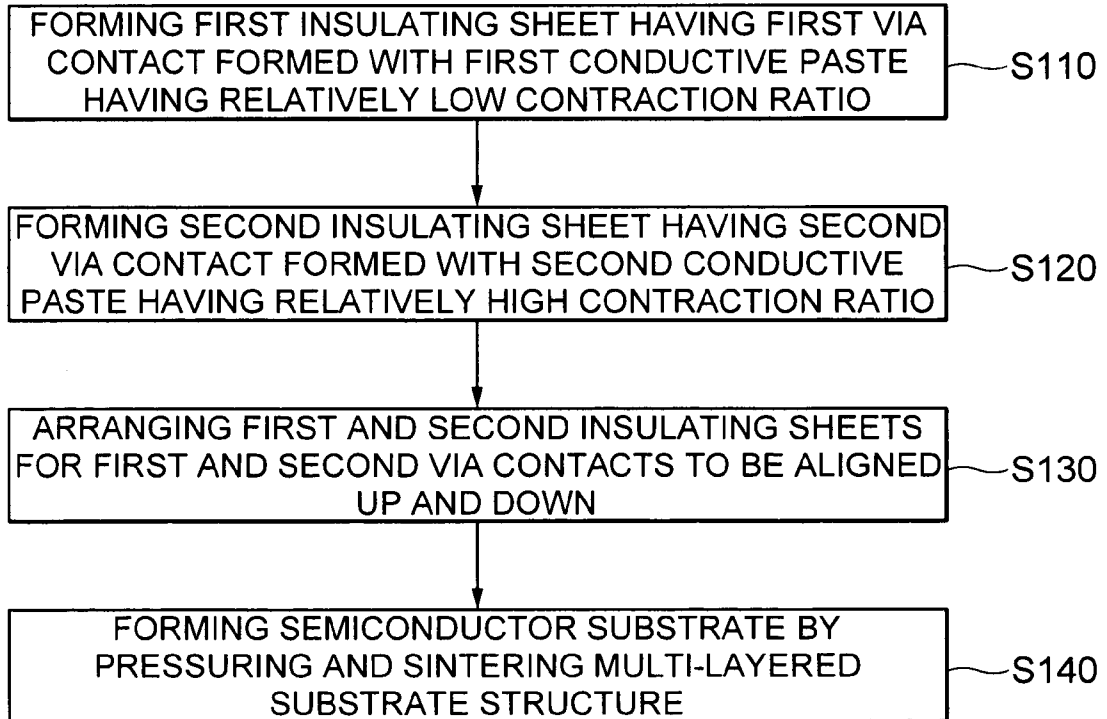 FORMING FIRST INSULATING SHEET HAVING FIRST VIA
CONTACT FORMED WITH FIRST CONDUCTIVE PASTE
HAVING RELATIVELY LOW CONTRACTION RATIO
S110
FORMING SECOND INSULATING SHEET HAVING SECOND
VIA CONTACT FORMED WITH SECOND CONDUCTIVE
PASTE HAVING RELATIVELY HIGH CONTRACTION RATIO
S120
ARRANGING FIRST AND SECOND INSULATING SHEETS
FOR FIRST AND SECOND VIA CONTACTS TO BE ALIGNED
UP AND DOWN
S130
FORMING SEMICONDUCTOR SUBSTRATE BY
PRESSURING AND SINTERING MULTI-LAYERED
SUBSTRATE STRUCTURE
S140